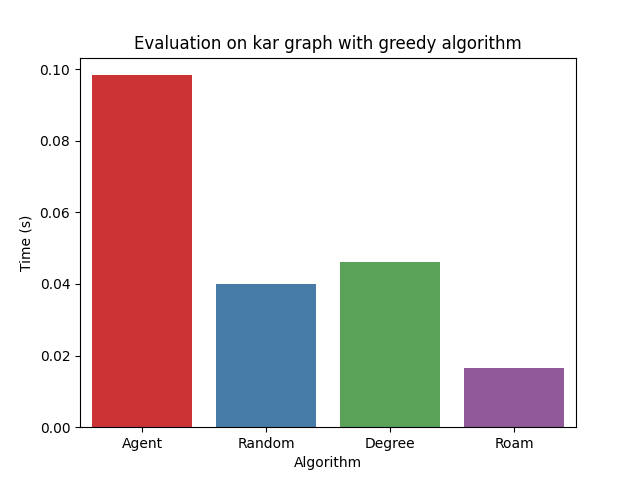 Evaluation on kar graph with greedy algorithm
0.10
0.08
0.06
0.04
0.02
0.00
Time (s)
Agent Random Degree Roam
Algorithm